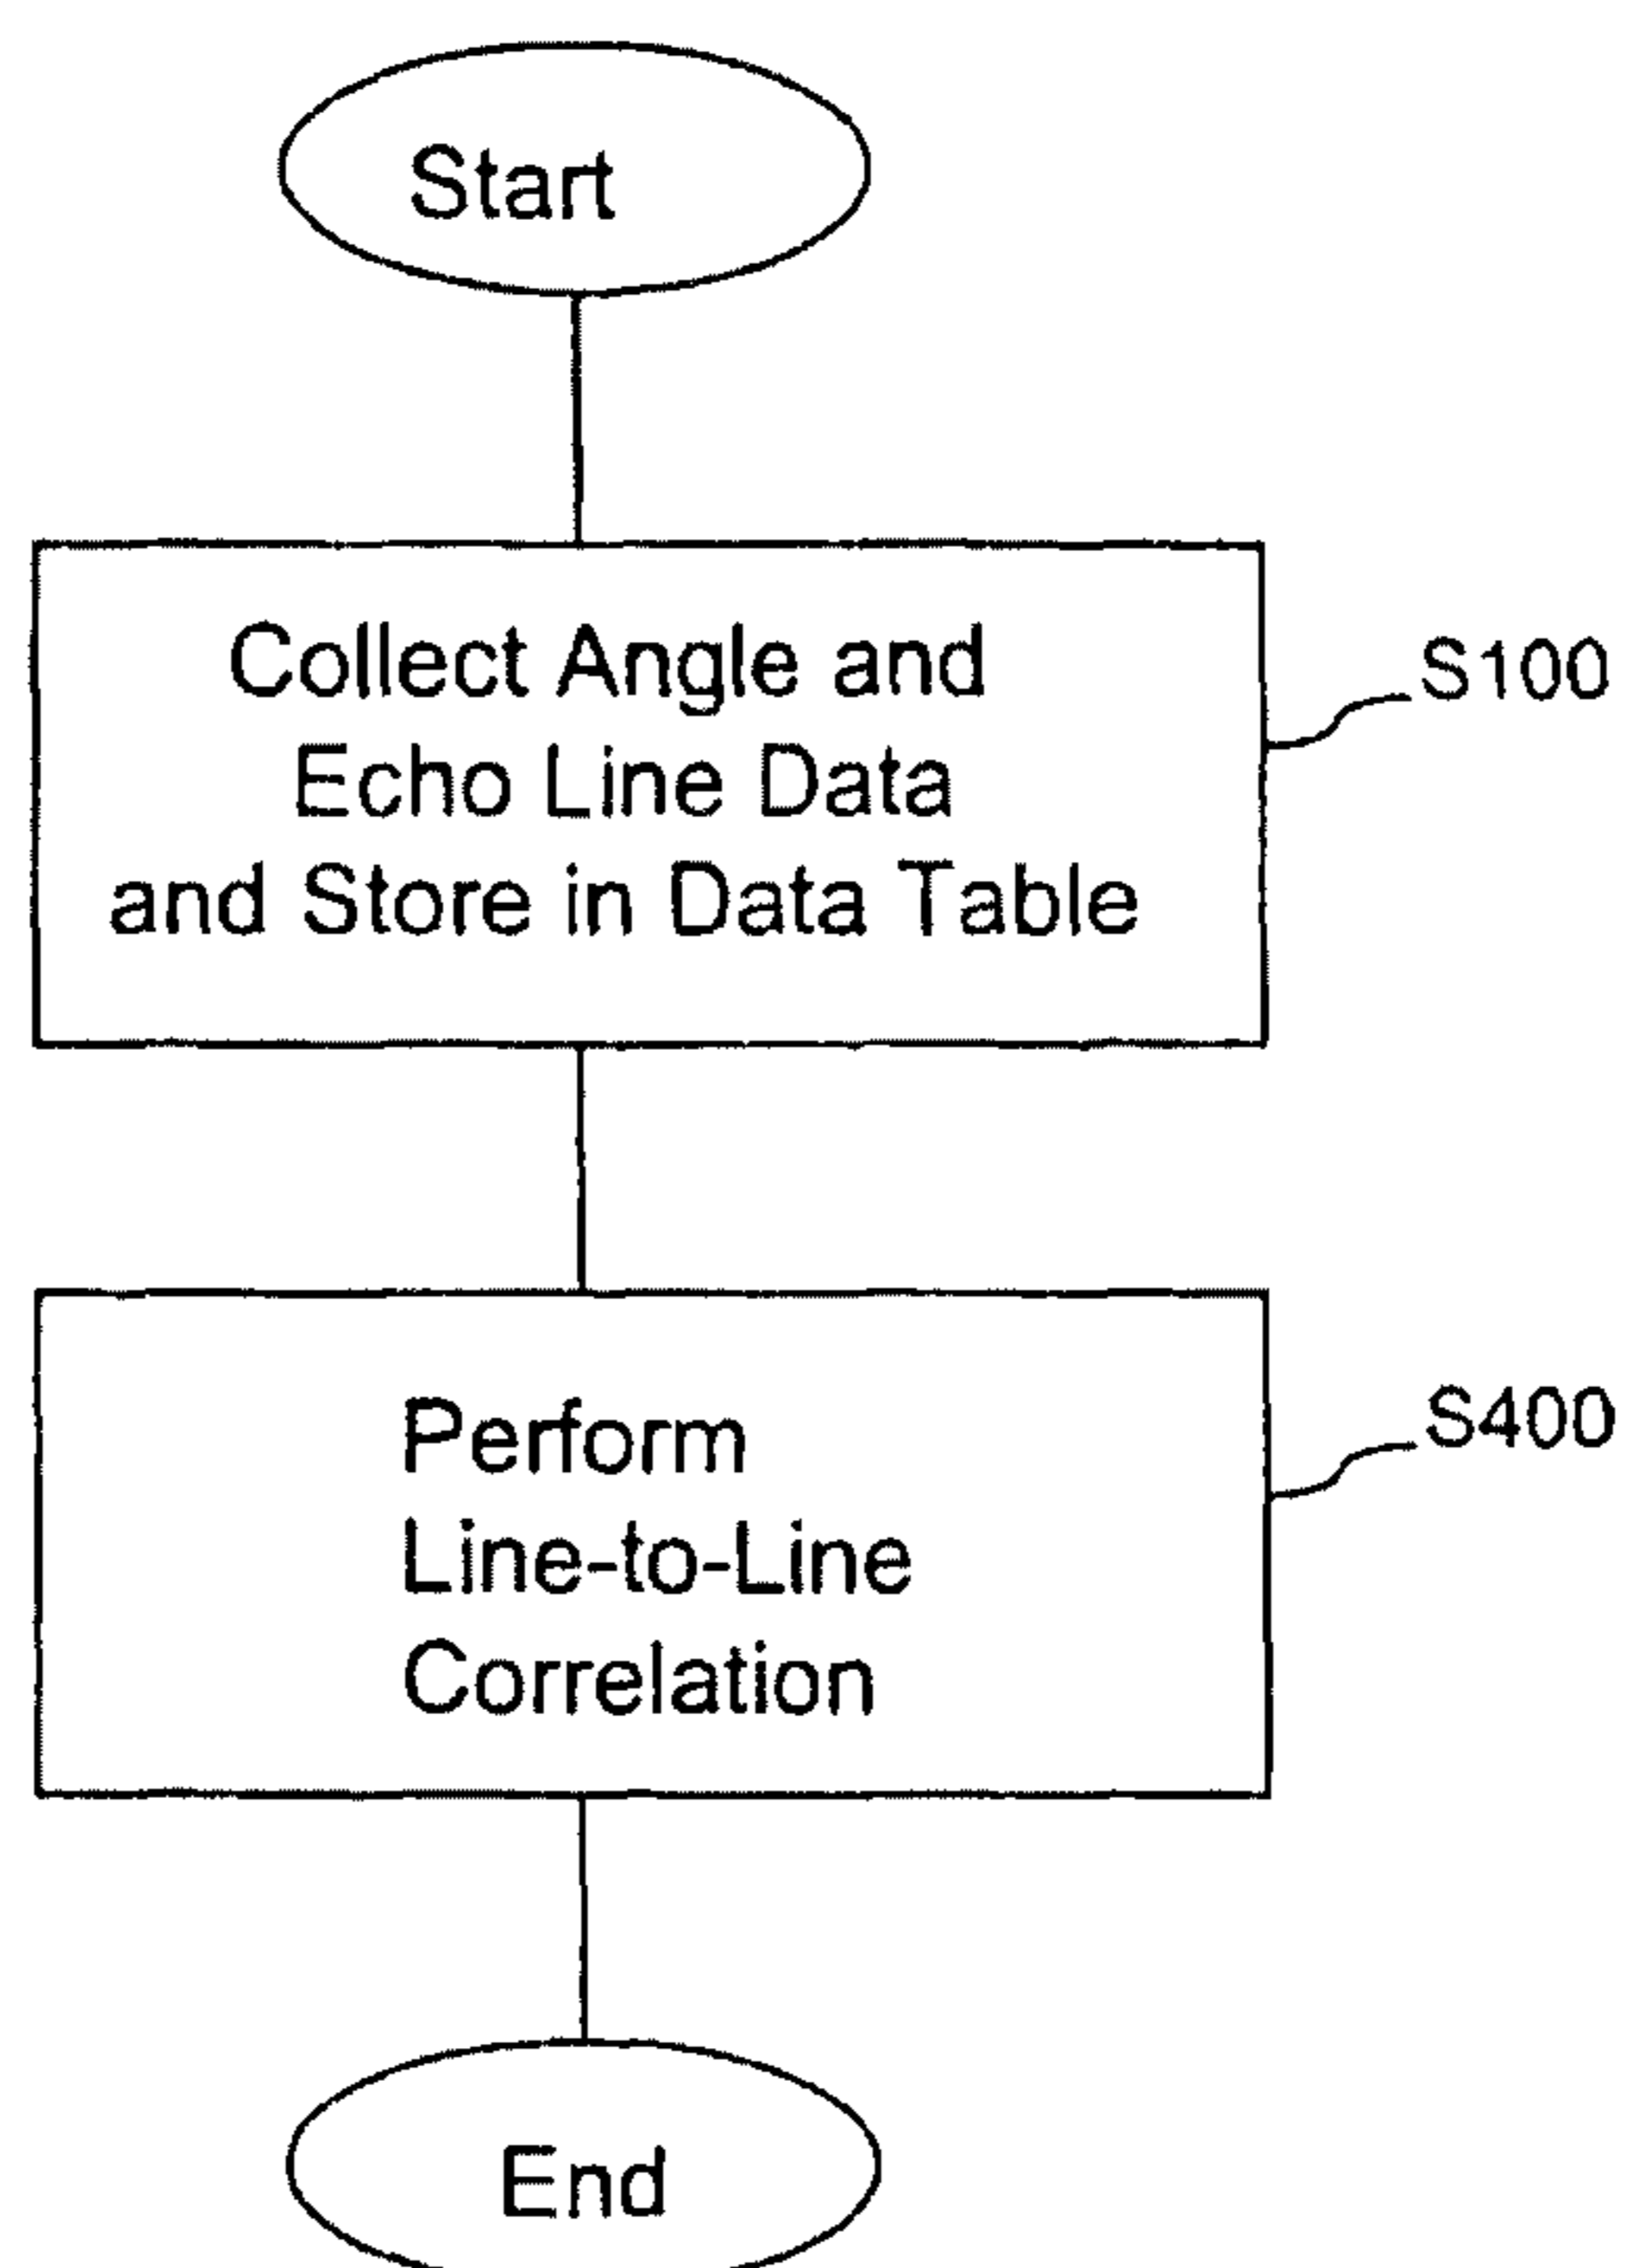 Start
Collect Angle and
Echo Line Data
and Store in Data Table
S100
Perform
Line-to-Line
Correlation
S400
End